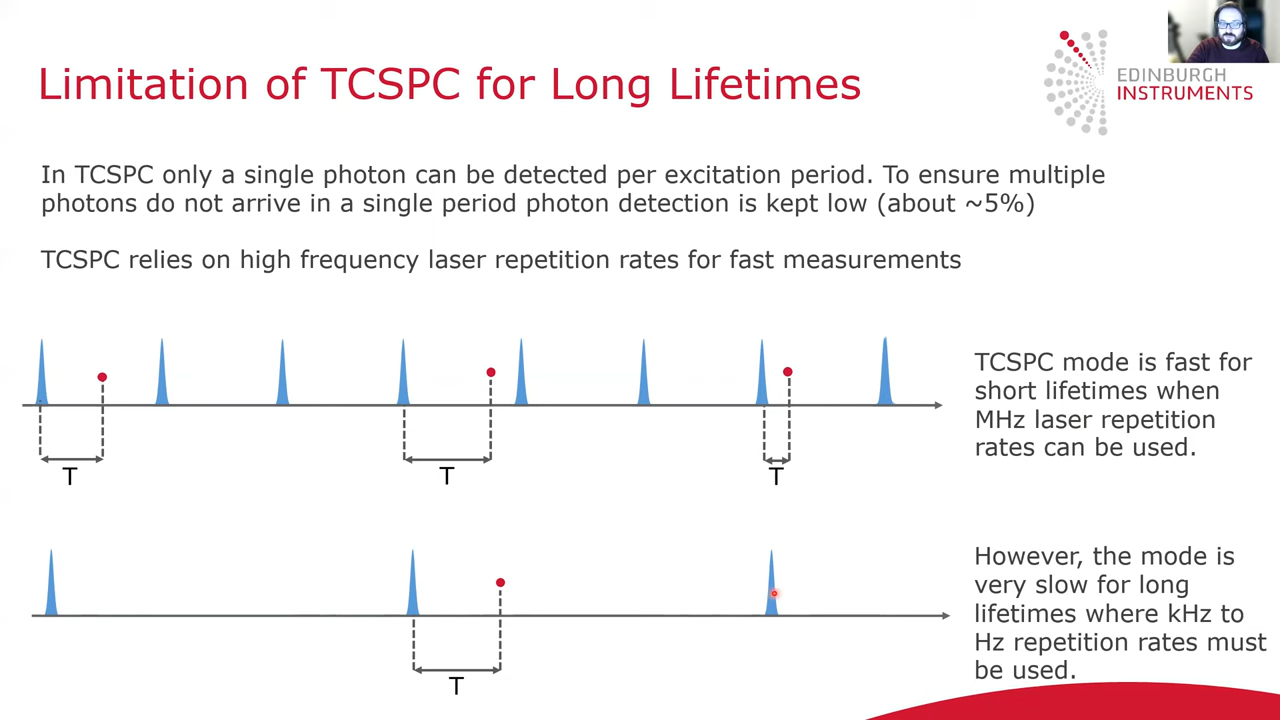 Limitation of TCSPC for Long Lifetimes
EDINBURGH
INSTRUMENTS
In TCSPC only a single photon can be detected per excitation period. To ensure multiple
photons do not arrive in a single period photon detection is kept low (about ~5%)
TCSPC relies on high frequency laser repetition rates for fast measurements
TCSPC mode is fast for
short lifetimes when
MHz laser repetition
rates can be used.
T
T
T
However, the mode is
very slow for long
lifetimes where kHz to
Hz repetition rates must
be used.
T